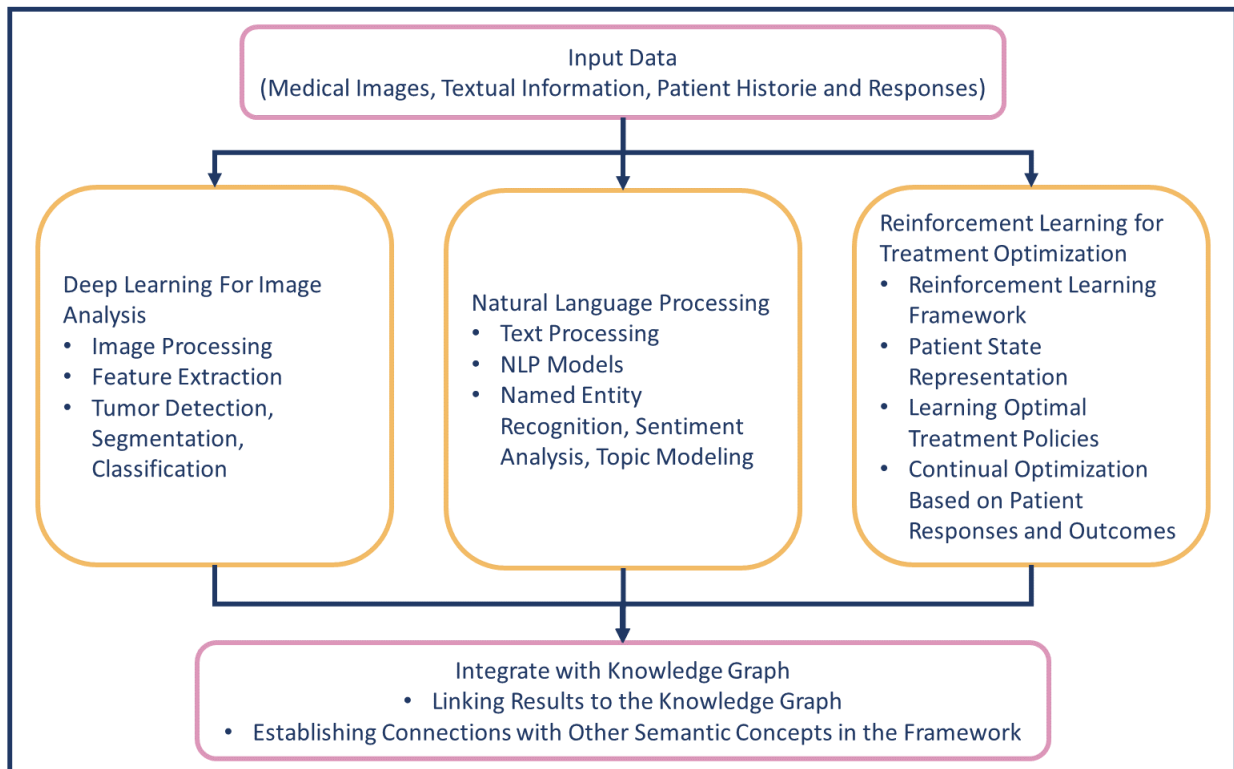 Input Data
(Medical Images, Textual Information, Patient Historie and Responses)
Deep Learning For Image
Analysis
• Image Processing
• Feature Extraction
• Tumor Detection,
Segmentation,
Classification
Natural Language Processing
• Text Processing
• NLP Models
• Named Entity
Recognition, Sentiment
Analysis, Topic Modeling
Reinforcement Learning for
Treatment Optimization
• Reinforcement Learning
Framework
• Patient State
Representation
• Learning Optimal
Treatment Policies
• Continual Optimization
Based on Patient
Responses and Outcomes
Integrate with Knowledge Graph
• Linking Results to the Knowledge Graph
• Establishing Connections with Other Semantic Concepts in the Framework